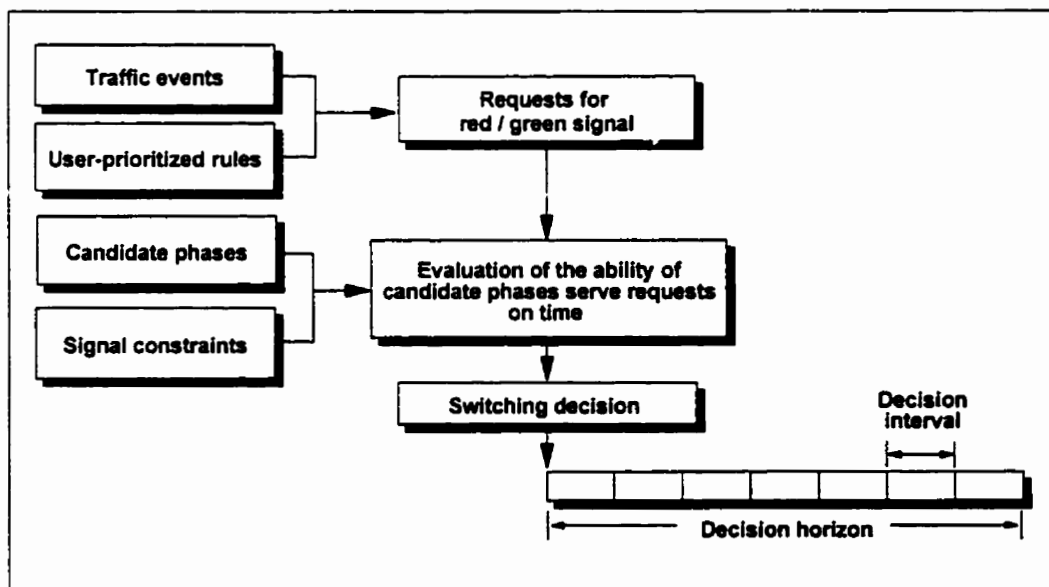 Traffic events
User-prioritized rules
Requests for
red / green signal
Candidate phases
Signal constraints
Evaluation of the ability of
candidate phases serve requests
on time
Switching decision
Decision
interval
Decision horizon